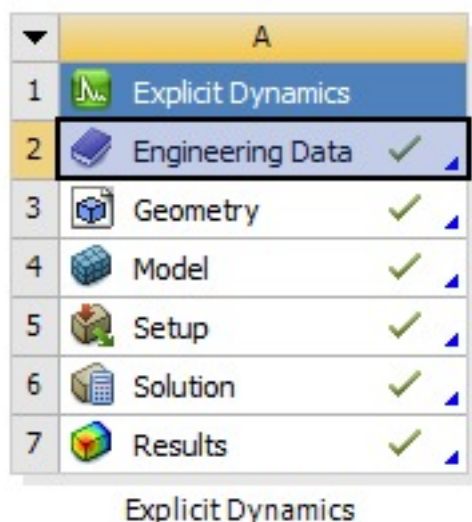 A
1 Explicit Dynamics
2 Engineering Data
3 Geometry
4 Model
5 Setup
6 Solution
7 Results
Explicit Dynamics